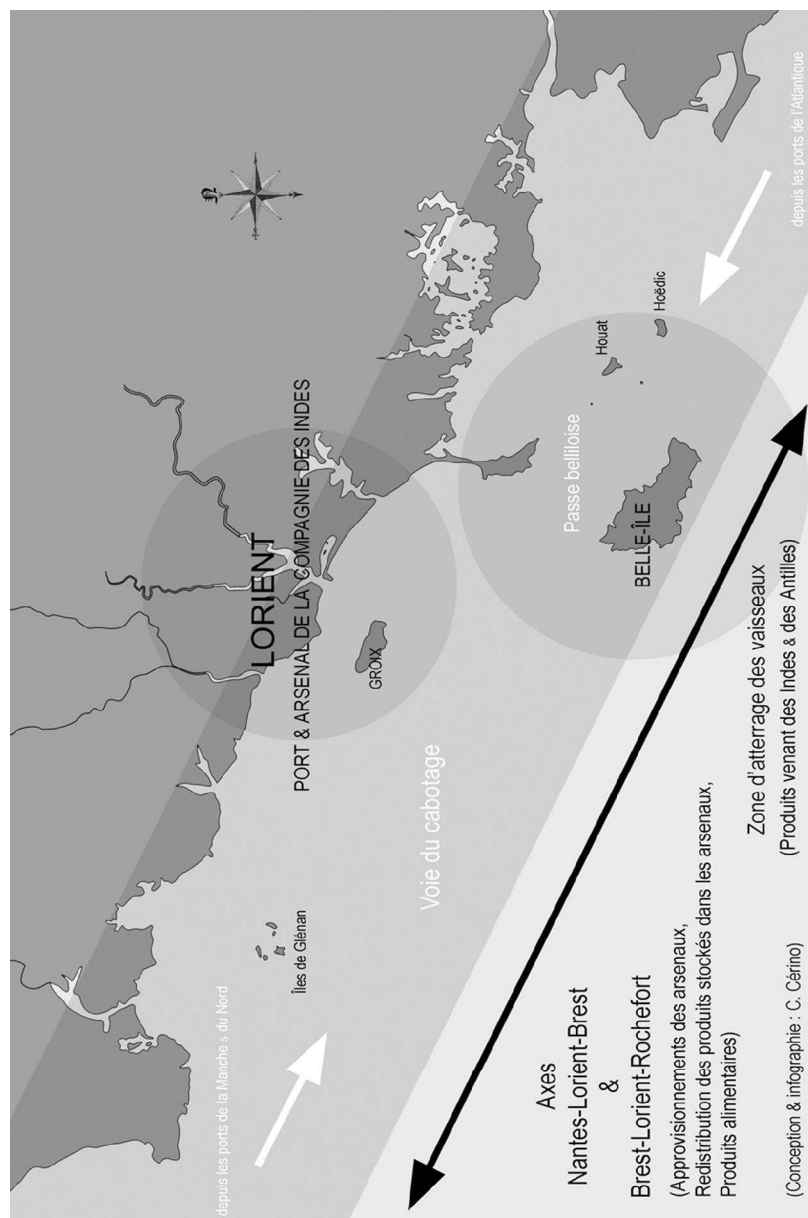 LORIENT
PORT & ARSENAL DE LA COMPAGNIE DES INDES
GROIX
Îles de Glénan
depuis les ports de la Manche & du Nord
Voie du cabotage
Passe belliloise
Houat
Hoëdic
BELLE-ÎLE
depuis les ports de l'Atlantique
Axes
Nantes-Lorient-Brest
&
Brest-Lorient-Rochefort
(Approvisionnements des arsenaux,
Redistribution des produits stockés dans les arsenaux,
Produits alimentaires)
Zone d'atterrage des vaisseaux
(Produits venant des Indes & des Antilles)
(Conception & infographie : C. Cérino)